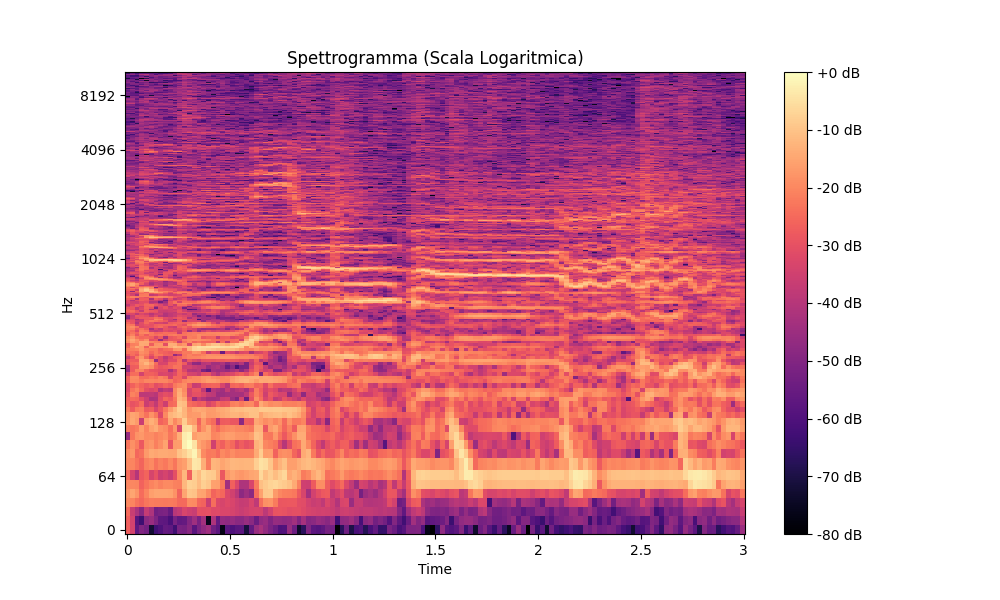 Spettrogramma (Scala Logaritmica)
Hz
8192
4096
2048
1024
512
256
128
64
0
0
0.5
1
1.5
2
2.5
3
Time
+0 dB
-10 dB
-20 dB
-30 dB
-40 dB
-50 dB
-60 dB
-70 dB
-80 dB